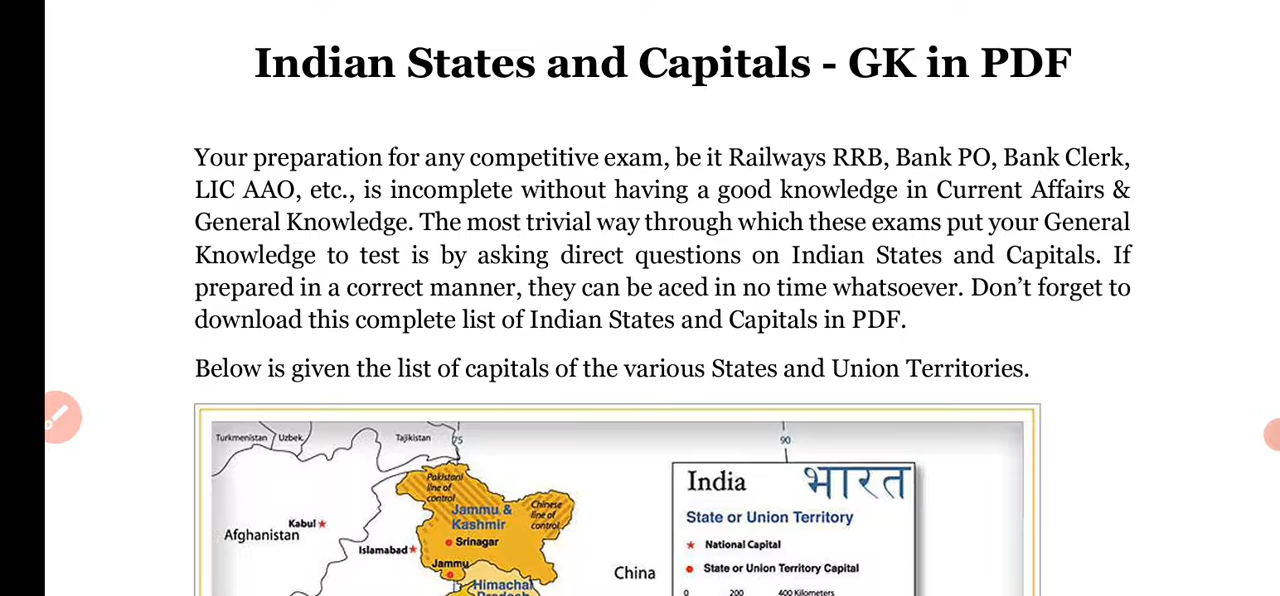 Indian States and Capitals - GK in PDF
Your preparation for any competitive exam, be it Railways RRB, Bank PO, Bank Clerk,
LIC AAO, etc., is incomplete without having a good knowledge in Current Affairs &
General Knowledge. The most trivial way through which these exams put your General
Knowledge to test is by asking direct questions on Indian States and Capitals. If
prepared in a correct manner, they can be aced in no time whatsoever. Don’t forget to
download this complete list of Indian States and Capitals in PDF.
Below is given the list of capitals of the various States and Union Territories.
Turkmenistan
Uzbek.
Tajikistan
75
90
Pakistani
line of
control
Chinese
line of
control
Jammu &
Kashmir
India
भारत
State or Union Territory
Kabul
Afghanistan
Islamabad
Srinagar
National Capital
Jammu
China
State or Union Territory Capital
Himachal
Pradesh
0 200 400 Kilometers